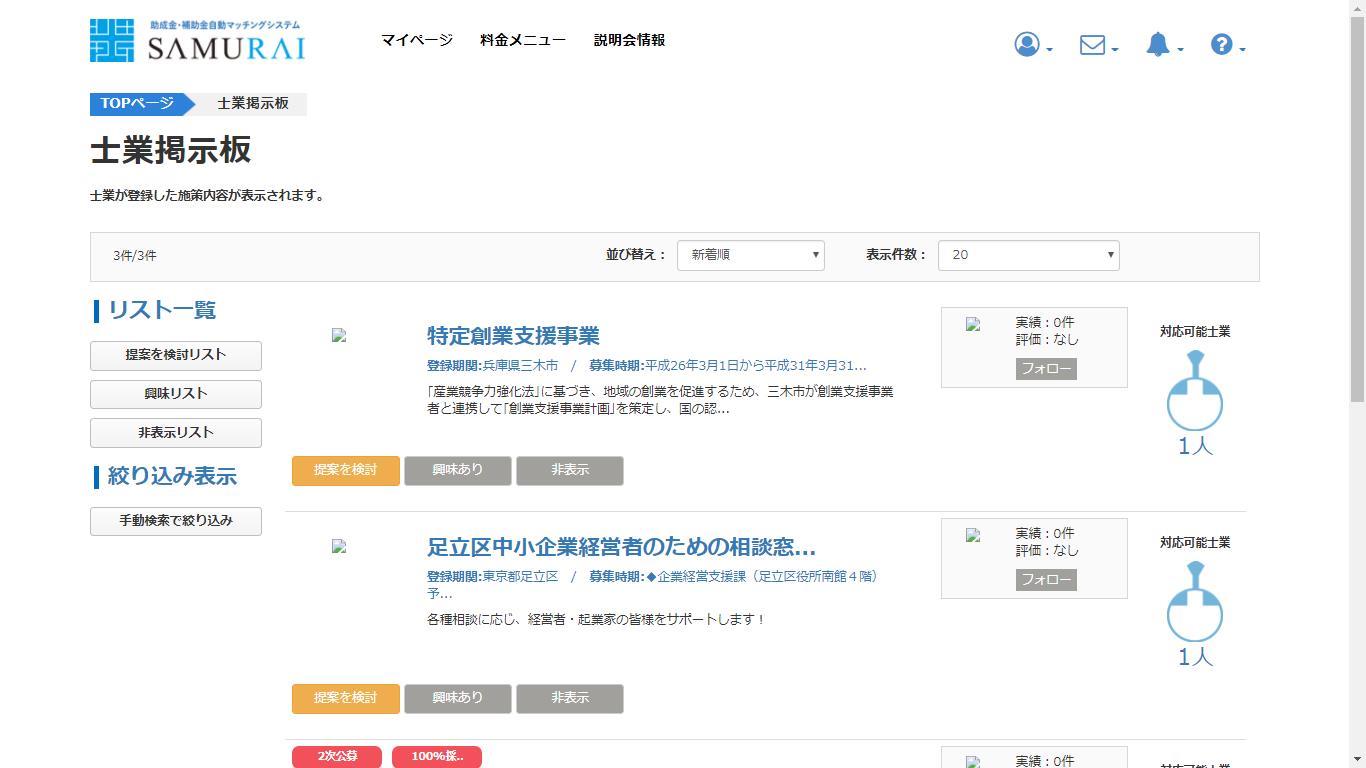 助成金・補助金自動マッチングシステム
SAMURAI
マイページ 料金メニュー 説明会情報
TOPページ 士業掲示板
士業掲示板
士業が登録した施策内容が表示されます。
3件/3件 並び替え： 新着順 表示件数： 20
リスト一覧
提案を検討リスト
興味リスト
非表示リスト
絞り込み表示
手動検索で絞り込み
特定創業支援事業
登録期関:兵庫県三木市 / 募集時期:平成26年3月1日から平成31年3月31...
「産業競争力強化法」に基づき、地域の創業を促進するため、三木市が創業支援事業
者と連携して「創業支援事業計画」を策定し、国の認...
実績：0件
評価：なし
フォロー
対応可能士業
1人
提案を検討 興味あり 非表示
足立区中小企業経営者のための相談窓...
登録期関:東京都足立区 / 募集時期:◆企業経営支援課（足立区役所南館４階）
予...
各種相談に応じ、経営者・起業家の皆様をサポートします！
実績：0件
評価：なし
フォロー
対応可能士業
1人
提案を検討 興味あり 非表示
2次公募 100%採..
実績：0件
対応可能士業